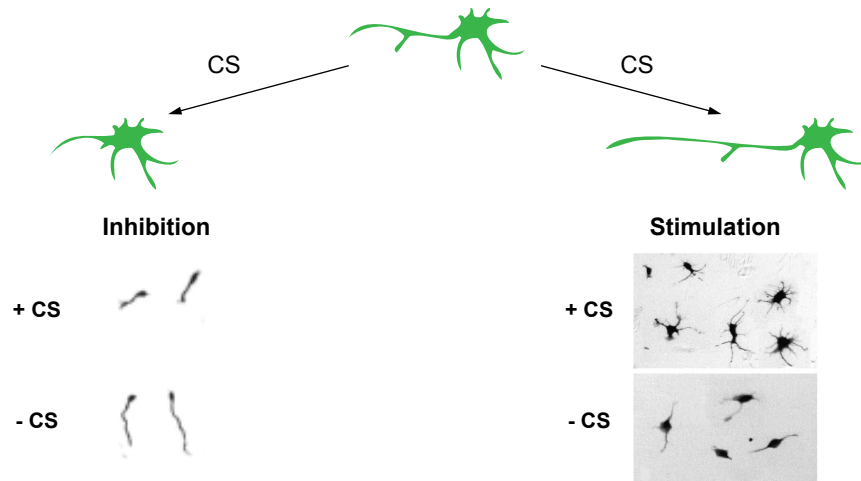 CS
CS
Inhibition
Stimulation
+ CS
+ CS
- CS
- CS